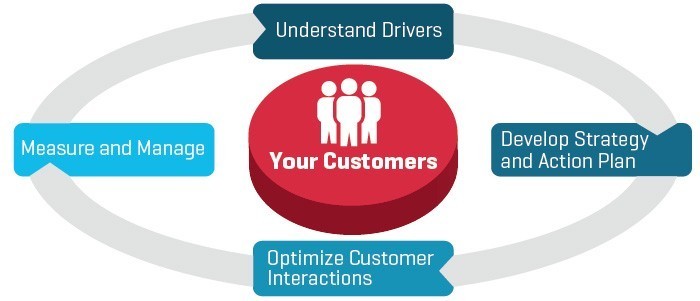 Understand Drivers
Your Customers
Measure and Manage
Develop Strategy
and Action Plan
Optimize Customer
Interactions